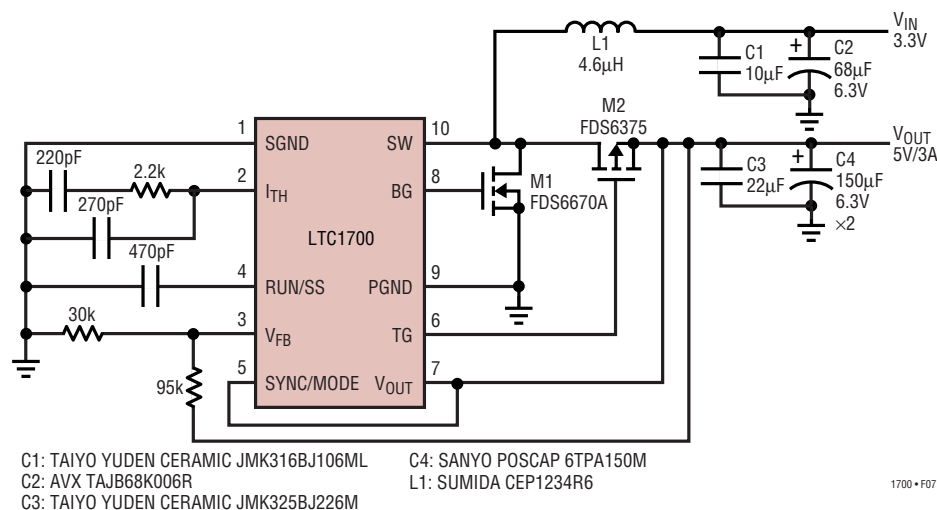 L1
4.6µH
VIN
3.3V
C1
10µF
+
C2
68µF
6.3V
M2
FDS6375
VOUT
5V/3A
C3
22µF
+
C4
150µF
6.3V
×2
1
SGND
SW
10
220pF
2.2k
2
ITH
BG
8
M1
FDS6670A
270pF
LTC1700
470pF
4
RUN/SS
PGND
9
30k
3
VFB
TG
6
95k
5
SYNC/MODE
VOUT
7
C1: TAIYO YUDEN CERAMIC JMK316BJ106ML
C2: AVX TAJB68K006R
C3: TAIYO YUDEN CERAMIC JMK325BJ226M
C4: SANYO POSCAP 6TPA150M
L1: SUMIDA CEP1234R6
1700 • F07